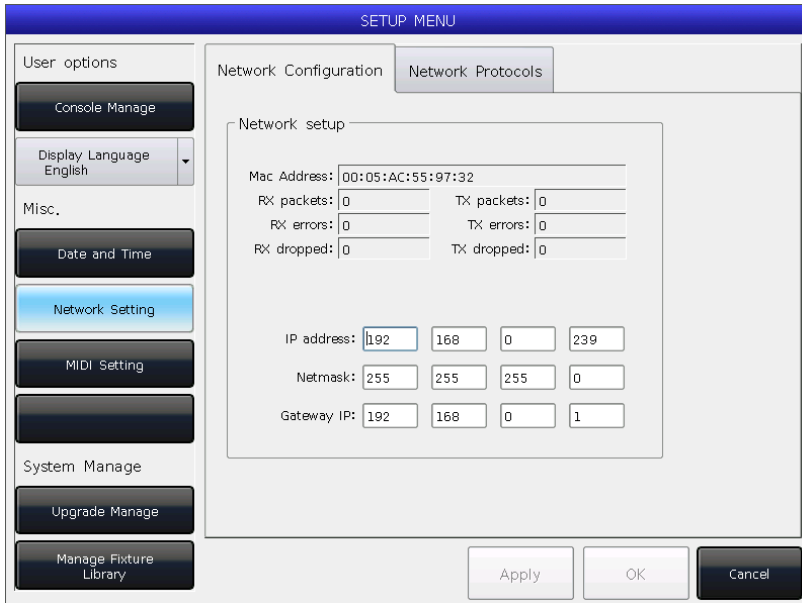 SETUP MENU
User options
Console Manage
Display Language
English
Misc.
Date and Time
Network Setting
MIDI Setting
System Manage
Upgrade Manage
Manage Fixture
Library
Network Configuration
Network Protocols
Network setup
Mac Address: 00:05:AC:55:97:32
RX packets: 0 TX packets: 0
RX errors: 0 TX errors: 0
RX dropped: 0 TX dropped: 0
IP address: 192 168 0 239
Netmask: 255 255 255 0
Gateway IP: 192 168 0 1
Apply OK Cancel